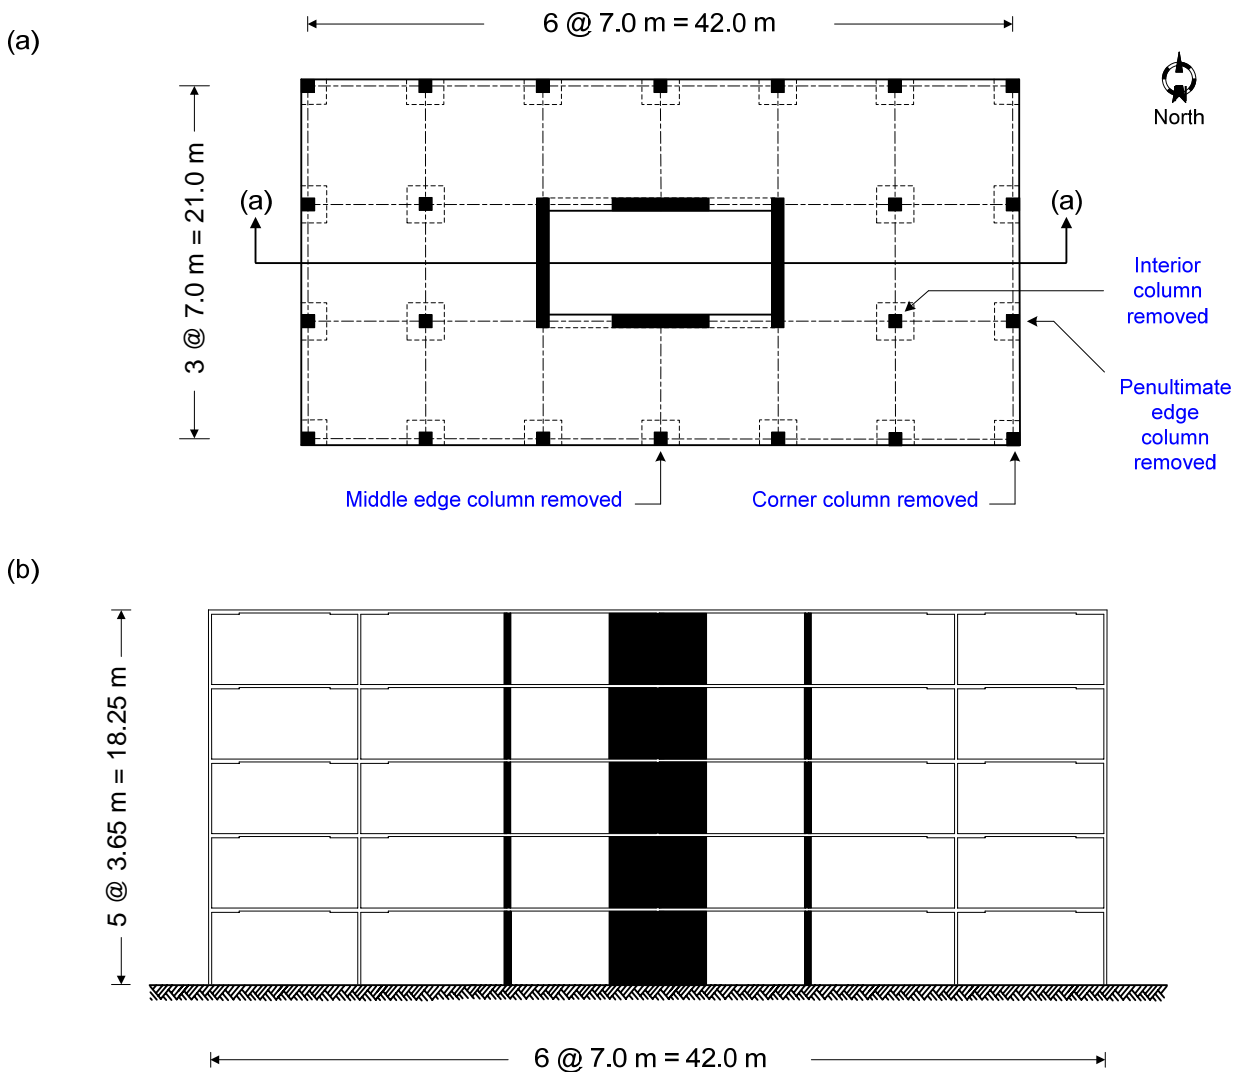 (a)
6 @ 7.0 m = 42.0 m
North
3 @ 7.0 m = 21.0 m
(a)
(a)
Interior
column
removed
Penultimate
edge
column
removed
Middle edge column removed
Corner column removed
(b)
5 @ 3.65 m = 18.25 m
6 @ 7.0 m = 42.0 m